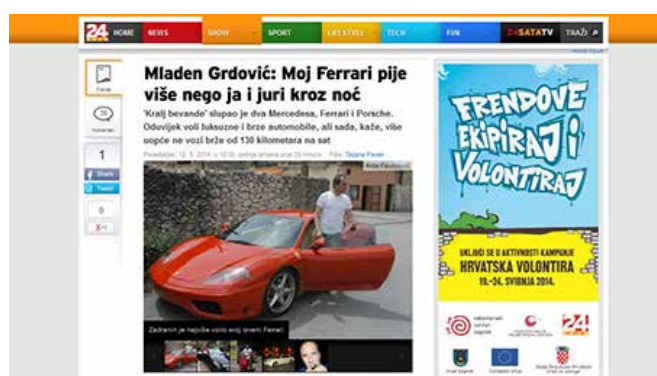 24 HOME NEWS SHOW SPORT LIFESTYLE TECH FUN 24SATATV TRAŽI
Mladen Grdović: Moj Ferrari pije
više nego ja i juri kroz noć
'Kralj bevande' slupao je dva Mercedesa, Ferrari i Porsche.
Oduvijek voli luksuzne i brze automobile, ali sada, kaže, više
uopće ne vozi brže od 130 kilometara na sat
1
Share
Tweet
0
Zadranin je najviše volio svoj crveni Ferrari
FRENDOVE
EKIPIRAJ I
VOLONTIRAJ
UKLJUČI SE U AKTIVNOSTI KAMPANJE
HRVATSKA VOLONTIRA
19.-24. SVIBNJA 2014.
volonterski
centar
zagreb
24